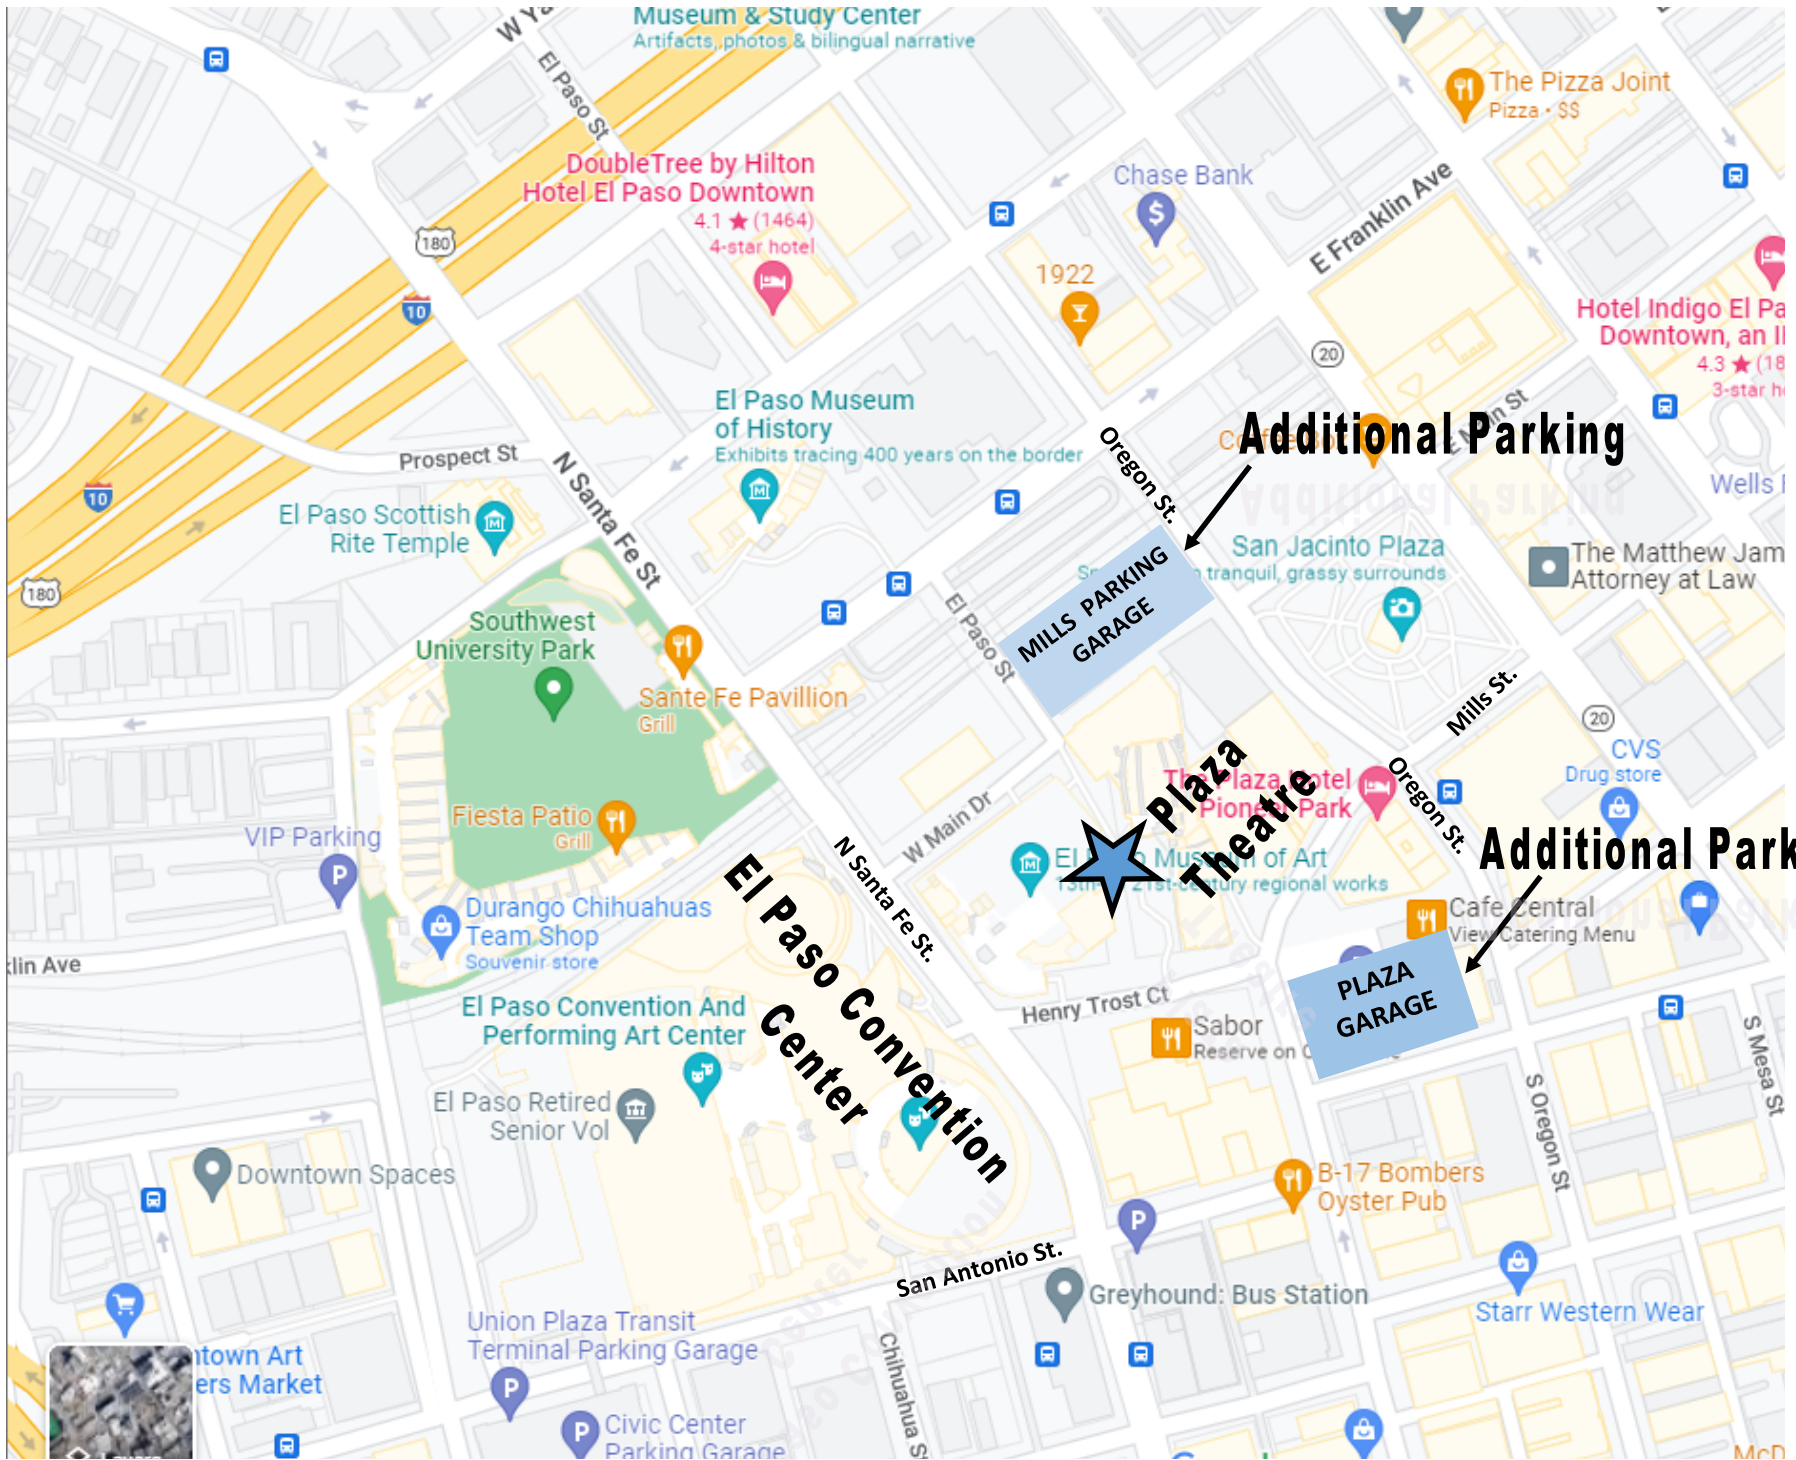 W Ya
Museum & Study Center
Artifacts, photos & bilingual narrative
El Paso St
The Pizza Joint
Pizza • $$
DoubleTree by Hilton
Hotel El Paso Downtown
4.1 ★ (1464)
4-star hotel
Chase Bank
$
E Franklin Ave
180
10
1922
Hotel Indigo El Pa
Downtown, an I
4.3 ★ (18
3-star h
20
El Paso Museum
of History
Exhibits tracing 400 years on the border
Additional Parking
Oregon St.
Prospect St
N Santa Fe St
10
El Paso Scottish
Rite Temple
Wells F
San Jacinto Plaza
tranquil, grassy surrounds
The Matthew Jam
Attorney at Law
180
MILLS PARKING
GARAGE
El Paso St
Southwest
University Park
Sante Fe Pavillion
Grill
Mills St.
20
CVS
Drug store
Plaza
Theatre
The Plaza Hotel
Pioneer Park
Oregon St.
Fiesta Patio
Grill
VIP Parking
P
W Main Dr
N Santa Fe St.
El Paso Museum of Art
21st-century regional works
Additional Park
Durango Chihuahuas
Team Shop
Souvenir store
Cafe Central
View Catering Menu
klin Ave
El Paso Convention
Center
El Paso Convention And
Performing Art Center
Henry Trost Ct
PLAZA
GARAGE
Sabor
Reserve on
S Mesa St
El Paso Retired
Senior Vol
S Oregon St
Downtown Spaces
B-17 Bombers
Oyster Pub
P
San Antonio St.
Greyhound: Bus Station
Starr Western Wear
Union Plaza Transit
Terminal Parking Garage
P
Chihuahua S
ntown Art
ers Market
P
Civic Center
Parking Garage
McD